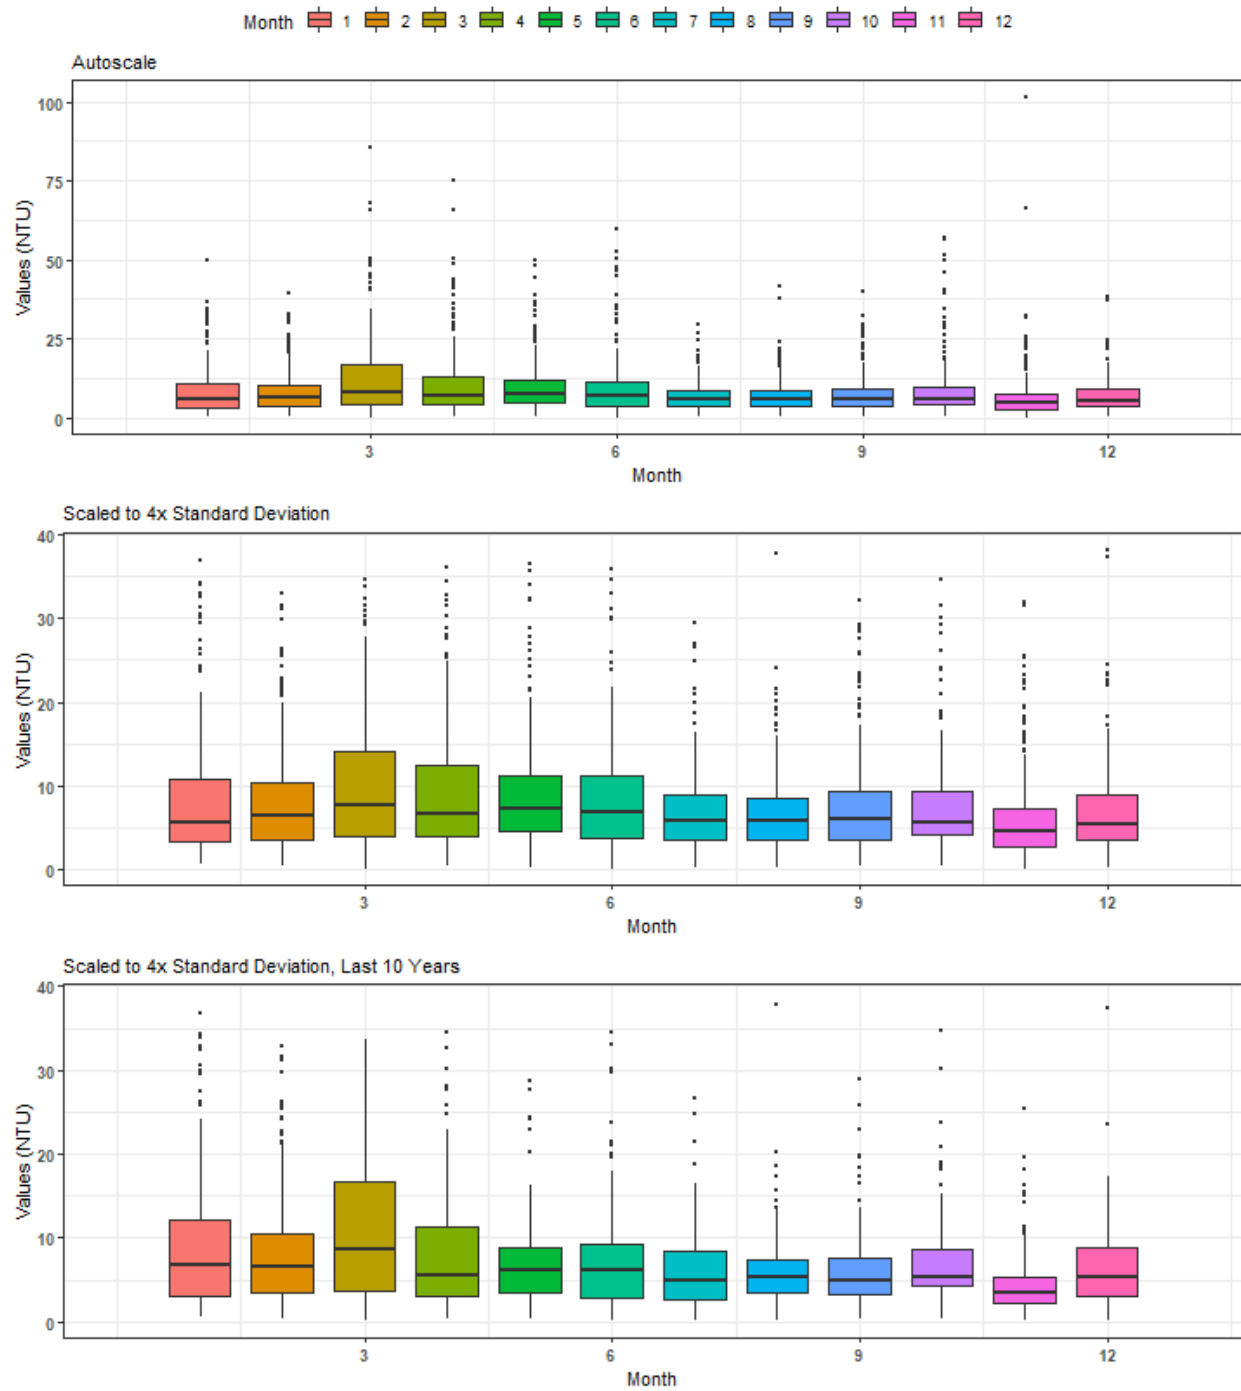 Month 1 2 3 4 5 6 7 8 9 10 11 12
Autoscale
Values (NTU)
100
75
50
25
0
3 6 9 12
Month
Scaled to 4x Standard Deviation
Values (NTU)
40
30
20
10
0
3 6 9 12
Month
Scaled to 4x Standard Deviation, Last 10 Years
Values (NTU)
40
30
20
10
0
3 6 9 12
Month